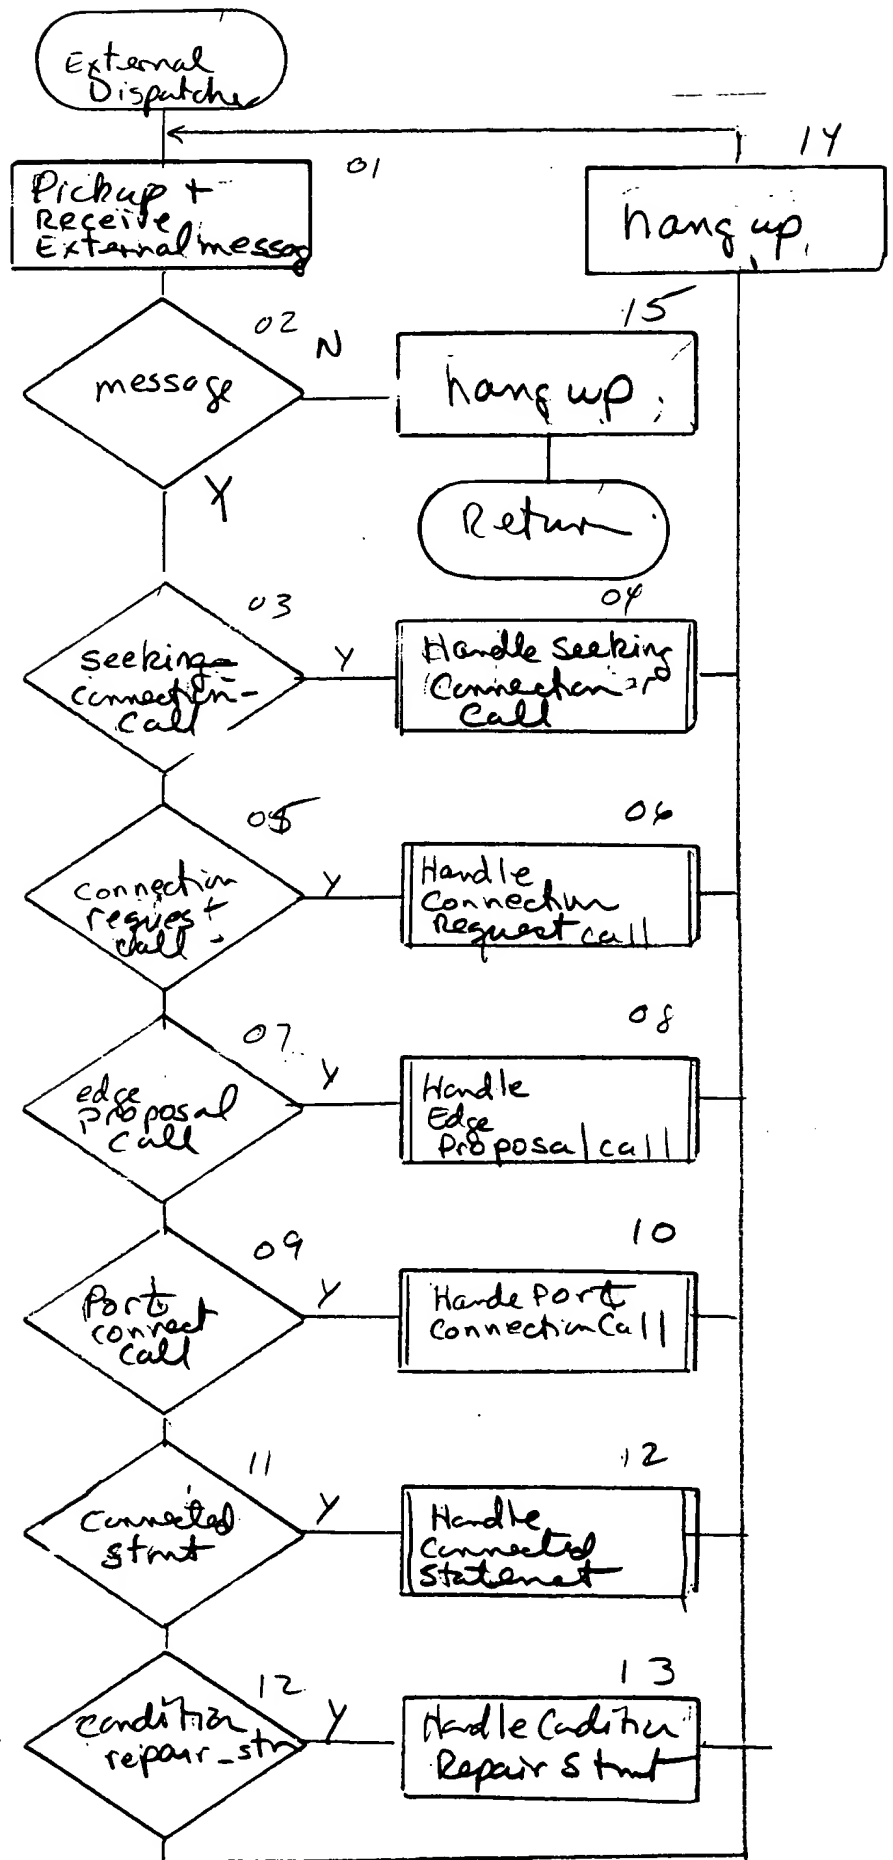 External
Dispatcher
01
Pickup +
Receive
External message
14
hang up
02
message
N
Y
15
hang up
Return
03
seeking-
connection-
call
Y
04
Handle seeking
Connection
Call
05
connection
request
call
Y
06
Handle
Connection
Request call
07
edge
proposal
call
Y
08
Handle
Edge
Proposal call
09
Port
connect
call
Y
10
Hande Port
Connection Call
11
connected
stmt
Y
12
Handle
connected
Statemet
12
condition
repair_stm
Y
13
Handle Condition
Repair Stmt